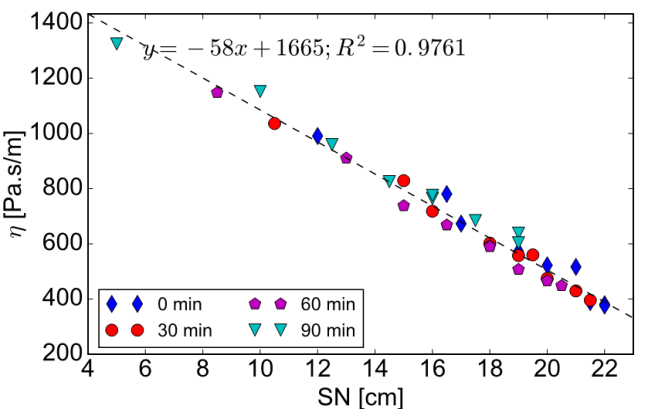 1400
1200
1000
800
600
400
200
η [Pa.s/m]
y = −58x + 1665; R² = 0.9761
0 min
30 min
60 min
90 min
4 6 8 10 12 14 16 18 20 22
SN [cm]